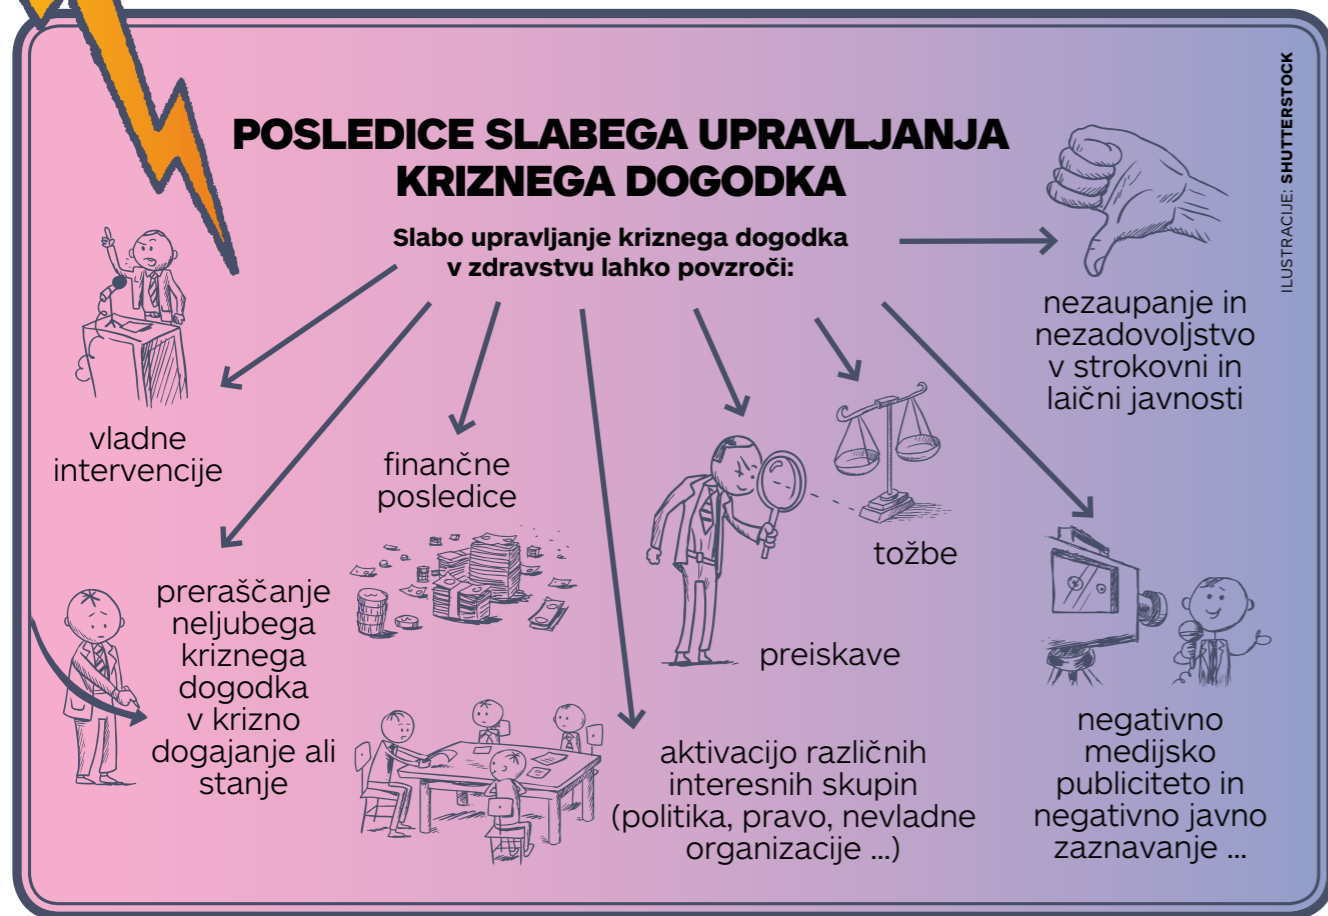 POSLEDICE SLABEGA UPRAVLJANJA
KRIZNEGA DOGODKA
Slabo upravljanje kriznega dogodka
v zdravstvu lahko povzroči:
vladne
intervencije
preraščanje
neljubega
kriznega
dogodka
v krizno
dogajanje ali
stanje
finančne
posledice
aktivacijo različnih
interesnih skupin
(politika, pravo, nevladne
organizacije ...)
preiskave
tožbe
negativno
medijsko
publiciteto in
negativno javno
zaznavanje ...
nezaupanje in
nezadovoljstvo
v strokovni in
laični javnosti
ILUSTRACIJE: SHUTTERSTOCK